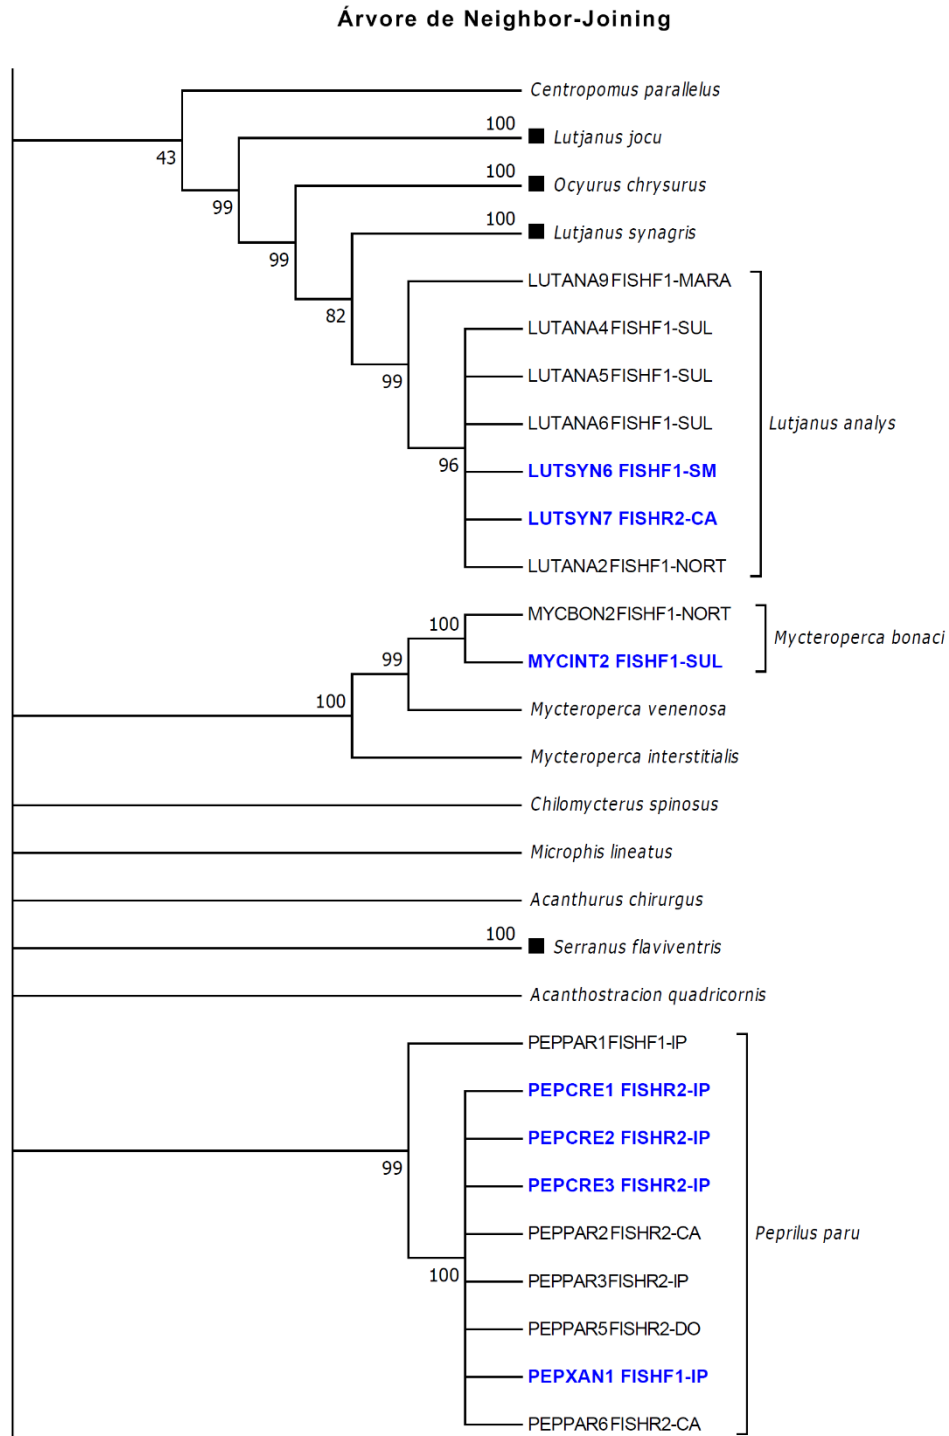 Árvore de Neighbor-Joining
Centropomus parallelus
100
Lutjanus jocu
43
100
Ocyurus chrysurus
99
100
Lutjanus synagris
99
LUTANA9FISHF1-MARA
82
LUTANA4FISHF1-SUL
LUTANA5FISHF1-SUL
99
LUTANA6FISHF1-SUL
Lutjanus analys
96
LUTSYN6 FISHF1-SM
LUTSYN7 FISHR2-CA
LUTANA2FISHF1-NORT
MYCBON2FISHF1-NORT
100
Mycteroperca bonaci
99
MYCINT2 FISHF1-SUL
100
Mycteroperca venenosa
Mycteroperca interstitialis
Chilomycterus spinosus
Microphis lineatus
Acanthurus chirurgus
100
Serranus flaviventris
Acanthostracion quadricornis
PEPPAR1FISHF1-IP
PEPCRE1 FISHR2-IP
PEPCRE2 FISHR2-IP
99
PEPCRE3 FISHR2-IP
PEPPAR2FISHR2-CA
Peprilus paru
100
PEPPAR3FISHR2-IP
PEPPAR5FISHR2-DO
PEPXAN1 FISHF1-IP
PEPPAR6FISHR2-CA